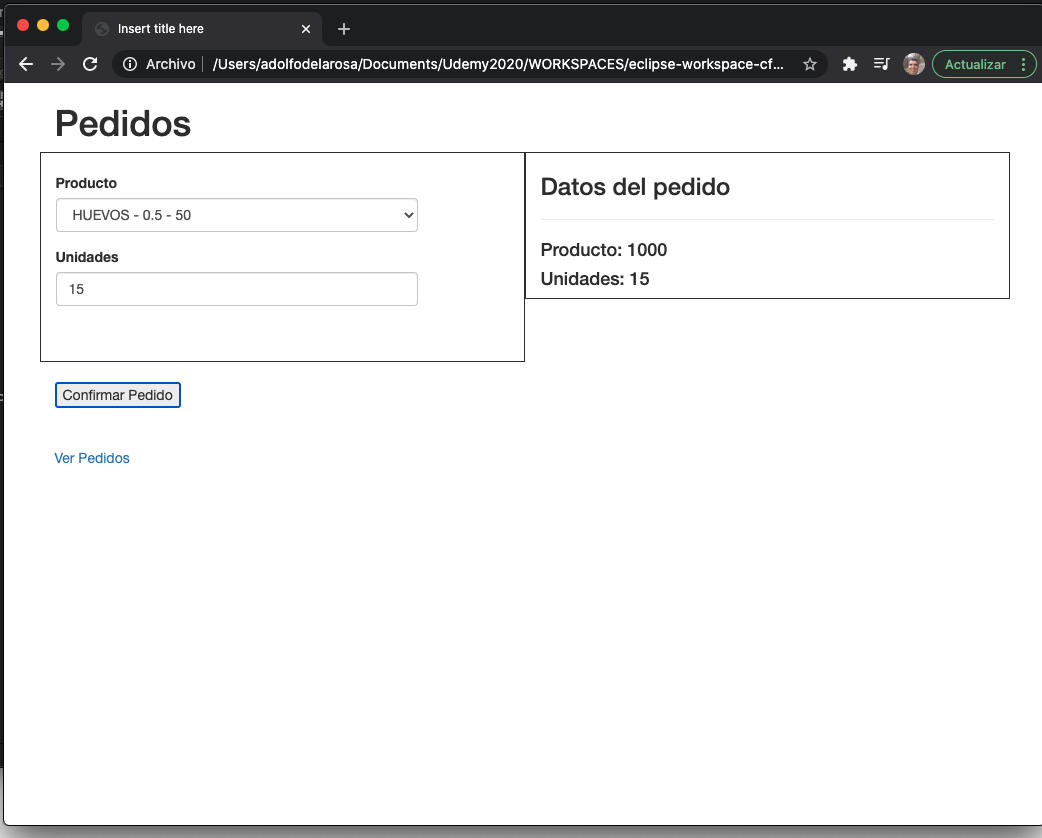 Insert title here
Archivo /Users/adolfodelarosa/Documents/Udemy2020/WORKSPACES/eclipse-workspace-cf... Actualizar
Pedidos
Producto
HUEVOS - 0.5 - 50
Unidades
15
Confirmar Pedido
Ver Pedidos
Datos del pedido
Producto: 1000
Unidades: 15